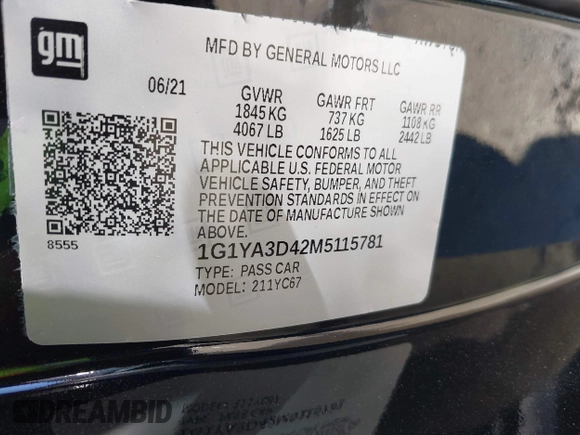 gm
MFD BY GENERAL MOTORS LLC
06/21
GVWR GAWR FRT GAWR RR
1845 KG 737 KG 1108 KG
4067 LB 1625 LB 2442 LB
THIS VEHICLE CONFORMS TO ALL
APPLICABLE U.S. FEDERAL MOTOR
VEHICLE SAFETY, BUMPER, AND THEFT
PREVENTION STANDARDS IN EFFECT ON
THE DATE OF MANUFACTURE SHOWN
ABOVE.
8555
1G1YA3D42M5115781
TYPE: PASS CAR
MODEL: 211YC67
DREAMBID